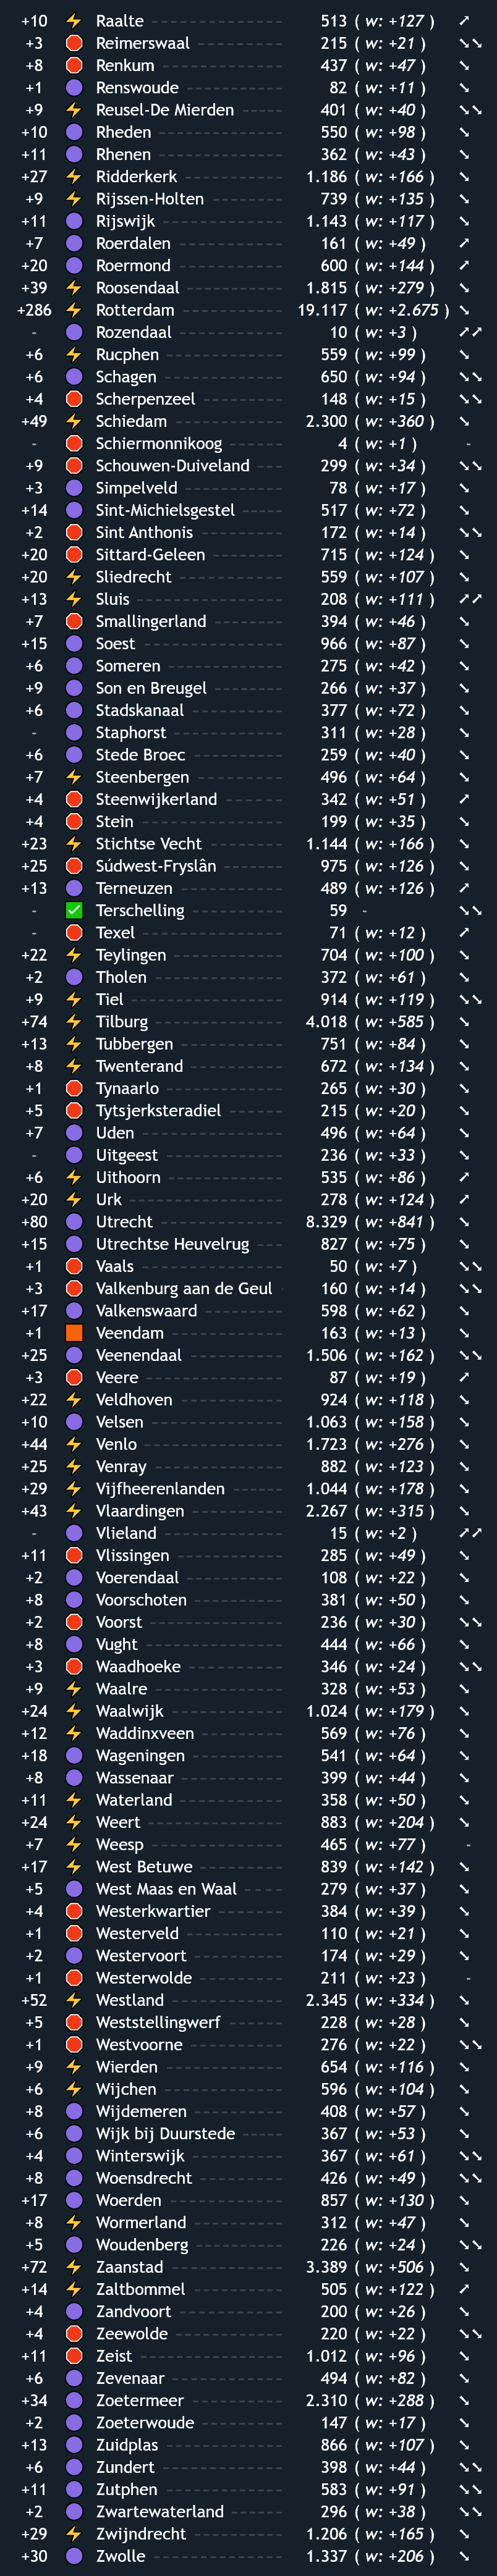 +10 Raalte 513 ( w: +127 )
+3 Reimerswaal 215 ( w: +21 )
+8 Renkum 437 ( w: +47 )
+1 Renswoude 82 ( w: +11 )
+9 Reusel-De Mierden 401 ( w: +40 )
+10 Rheden 550 ( w: +98 )
+11 Rhenen 362 ( w: +43 )
+27 Ridderkerk 1.186 ( w: +166 )
+9 Rijssen-Holten 739 ( w: +135 )
+11 Rijswijk 1.143 ( w: +117 )
+7 Roerdalen 161 ( w: +49 )
+20 Roermond 600 ( w: +144 )
+39 Roosendaal 1.815 ( w: +279 )
+286 Rotterdam 19.117 ( w: +2.675 )
- Rozendaal 10 ( w: +3 )
+6 Rucphen 559 ( w: +99 )
+6 Schagen 650 ( w: +94 )
+4 Scherpenzeel 148 ( w: +15 )
+49 Schiedam 2.300 ( w: +360 )
- Schiermonnikoog 4 ( w: +1 ) -
+9 Schouwen-Duiveland 299 ( w: +34 )
+3 Simpelveld 78 ( w: +17 )
+14 Sint-Michielsgestel 517 ( w: +72 )
+2 Sint Anthonis 172 ( w: +14 )
+20 Sittard-Geleen 715 ( w: +124 )
+20 Sliedrecht 559 ( w: +107 )
+13 Sluis 208 ( w: +111 )
+7 Smallingerland 394 ( w: +46 )
+15 Soest 966 ( w: +87 )
+6 Someren 275 ( w: +42 )
+9 Son en Breugel 266 ( w: +37 )
+6 Stadskanaal 377 ( w: +72 )
- Staphorst 311 ( w: +28 )
+6 Stede Broec 259 ( w: +40 )
+7 Steenbergen 496 ( w: +64 )
+4 Steenwijkerland 342 ( w: +51 )
+4 Stein 199 ( w: +35 )
+23 Stichtse Vecht 1.144 ( w: +166 )
+25 Súdwest-Fryslân 975 ( w: +126 )
+13 Terneuzen 489 ( w: +126 )
- Terschelling 59 -
- Texel 71 ( w: +12 )
+22 Teylingen 704 ( w: +100 )
+2 Tholen 372 ( w: +61 )
+9 Tiel 914 ( w: +119 )
+74 Tilburg 4.018 ( w: +585 )
+13 Tubbergen 751 ( w: +84 )
+8 Twenterand 672 ( w: +134 )
+1 Tynaarlo 265 ( w: +30 )
+5 Tytsjerksteradiel 215 ( w: +20 )
+7 Uden 496 ( w: +64 )
- Uitgeest 236 ( w: +33 )
+6 Uithoorn 535 ( w: +86 )
+20 Urk 278 ( w: +124 )
+80 Utrecht 8.329 ( w: +841 )
+15 Utrechtse Heuvelrug 827 ( w: +75 )
+1 Vaals 50 ( w: +7 )
+3 Valkenburg aan de Geul 160 ( w: +14 )
+17 Valkenswaard 598 ( w: +62 )
+1 Veendam 163 ( w: +13 )
+25 Veenendaal 1.506 ( w: +162 )
+3 Veere 87 ( w: +19 )
+22 Veldhoven 924 ( w: +118 )
+10 Velsen 1.063 ( w: +158 )
+44 Venlo 1.723 ( w: +276 )
+25 Venray 882 ( w: +123 )
+29 Vijfheerenlanden 1.044 ( w: +178 )
+43 Vlaardingen 2.267 ( w: +315 )
- Vlieland 15 ( w: +2 )
+11 Vlissingen 285 ( w: +49 )
+2 Voerendaal 108 ( w: +22 )
+8 Voorschoten 381 ( w: +50 )
+2 Voorst 236 ( w: +30 )
+8 Vught 444 ( w: +66 )
+3 Waadhoeke 346 ( w: +24 )
+9 Waalre 328 ( w: +53 )
+24 Waalwijk 1.024 ( w: +179 )
+12 Waddinxveen 569 ( w: +76 )
+18 Wageningen 541 ( w: +64 )
+8 Wassenaar 399 ( w: +44 )
+11 Waterland 358 ( w: +50 )
+24 Weert 883 ( w: +204 )
+7 Weesp 465 ( w: +77 ) -
+17 West Betuwe 839 ( w: +142 )
+5 West Maas en Waal 279 ( w: +37 )
+4 Westerkwartier 384 ( w: +39 )
+1 Westerveld 110 ( w: +21 )
+2 Westervoort 174 ( w: +29 )
+1 Westerwolde 211 ( w: +23 ) -
+52 Westland 2.345 ( w: +334 )
+5 Weststellingwerf 228 ( w: +28 )
+1 Westvoorne 276 ( w: +22 )
+9 Wierden 654 ( w: +116 )
+6 Wijchen 596 ( w: +104 )
+8 Wijdemeren 408 ( w: +57 )
+6 Wijk bij Duurstede 367 ( w: +53 )
+4 Winterswijk 367 ( w: +61 )
+8 Woensdrecht 426 ( w: +49 )
+17 Woerden 857 ( w: +130 )
+8 Wormerland 312 ( w: +47 )
+5 Woudenberg 226 ( w: +24 )
+72 Zaanstad 3.389 ( w: +506 )
+14 Zaltbommel 505 ( w: +122 )
+4 Zandvoort 200 ( w: +26 )
+4 Zeewolde 220 ( w: +22 )
+11 Zeist 1.012 ( w: +96 )
+6 Zevenaar 494 ( w: +82 )
+34 Zoetermeer 2.310 ( w: +288 )
+2 Zoeterwoude 147 ( w: +17 )
+13 Zuidplas 866 ( w: +107 )
+6 Zundert 398 ( w: +44 )
+11 Zutphen 583 ( w: +91 )
+2 Zwartewaterland 296 ( w: +38 )
+29 Zwijndrecht 1.206 ( w: +165 )
+30 Zwolle 1.337 ( w: +206 )